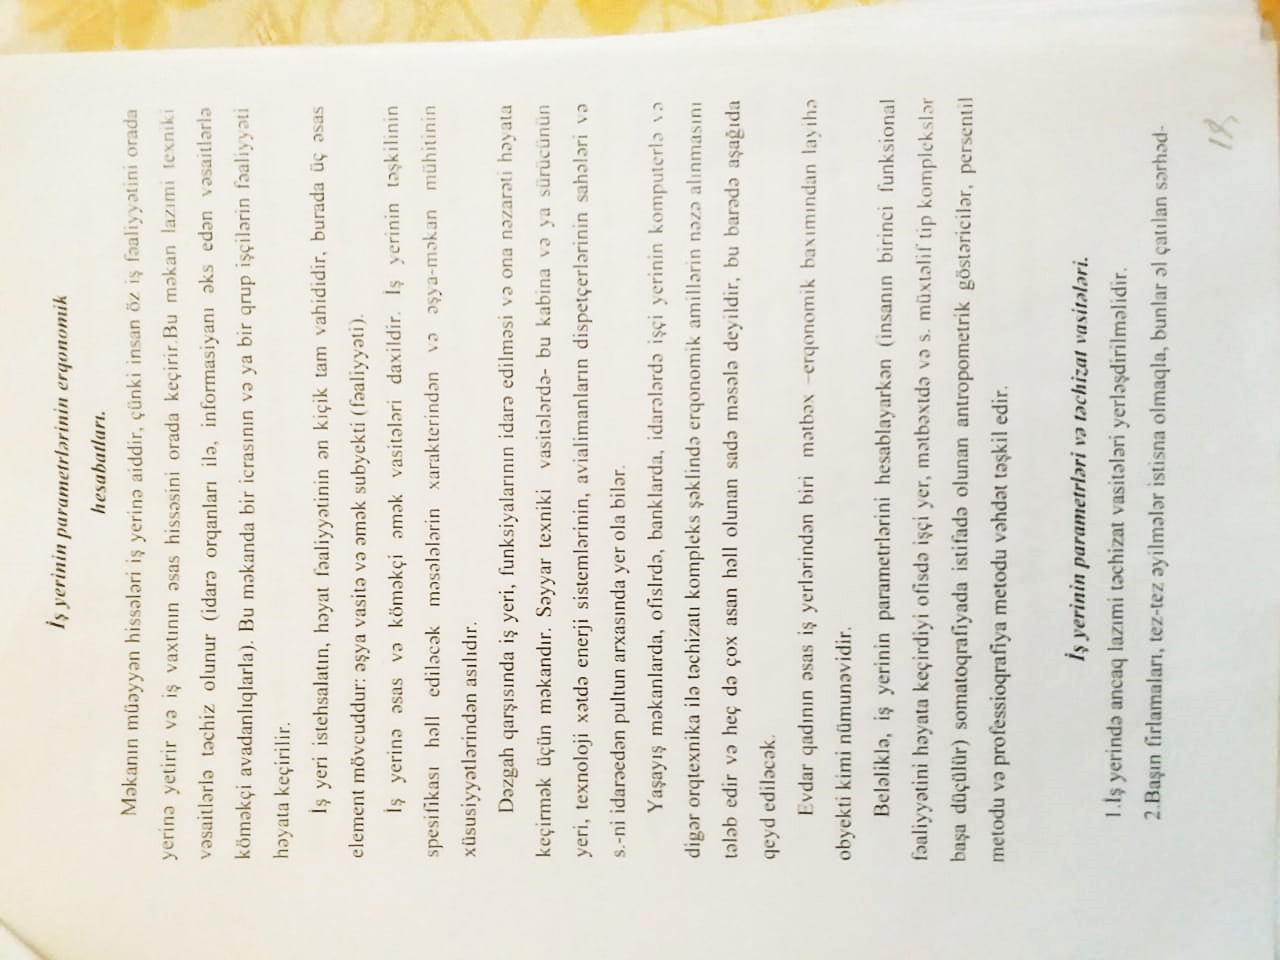 İş yerinin parametrlərinin erqonomik
hesabatları.
Məkanın müəyyən hissələri iş yerinə aiddir, çünki insan öz iş fəaliyyətini orada
yerinə yetirir və iş vaxtının əsas hissəsini orada keçirir.Bu məkan lazımi texniki
vəsaitlərlə təchiz olunur (idarə orqanları ilə, informasiyanı əks edən vəsaitlərlə
köməkçi avadanlıqlarla). Bu məkanda bir icrasının və ya bir qrup işçilərin fəaliyyəti
həyata keçirilir.
İş yeri istehsalatın, həyat fəaliyyətinin ən kiçik tam vahididir, burada üç əsas
element mövcuddur: əşya vasitə və əmək subyekti (fəaliyyəti).
İş yerinə əsas və köməkçi əmək vasitələri daxildir. İş yerinin təşkilinin
spesifikası həll ediləcək məsələlərin xarakterindən və əşya-məkan mühitinin
xüsusiyyətlərindən asılıdır.
Dəzgah qarşısında iş yeri, funksiyalarının idarə edilməsi və ona nəzarəti həyata
keçirmək üçün məkandır. Səyyar texniki vasitələrdə- bu kabina və ya sürücünün
yeri, texnoloji xətdə enerji sistemlərinin, avialimanların dispetçerlərinin sahələri və
s.-ni idarəedən pultun arxasında yer ola bilər.
Yaşayış məkanlarda, ofislrdə, banklarda, idarələrdə işçi yerinin komputerlə və
digər orqtexnika ilə təchizatı kompleks şəklində erqonomik amillərin nəzə alınmasını
tələb edir və heç də çox asan həll olunan sadə məsələ deyildir, bu barədə aşağıda
qeyd ediləcək.
Evdar qadının əsas iş yerlərindən biri mətbəx –erqonomik baxımından layihə
obyekti kimi nümunəvidir.
Beləliklə, iş yerinin parametrlərini hesablayarkən (insanın birinci funksional
fəaliyyətini həyata keçirdiyi ofisdə işçi yer, mətbəxtdə və s. müxtəlif tip komplekslər
başa düçülür) somatoqrafiyada istifadə olunan antropometrik göstəricilər, persentil
metodu və professioqrafiya metodu vəhdət təşkil edir.
İş yerinin parametrləri və təchizat vasitələri.
1.İş yerində ancaq lazımi təchizat vasitələri yerləşdirilməlidir.
2.Başın fırlamaları, tez-tez əyilmələr istisna olmaqla, bunlar əl çatılan sərhəd-
18,